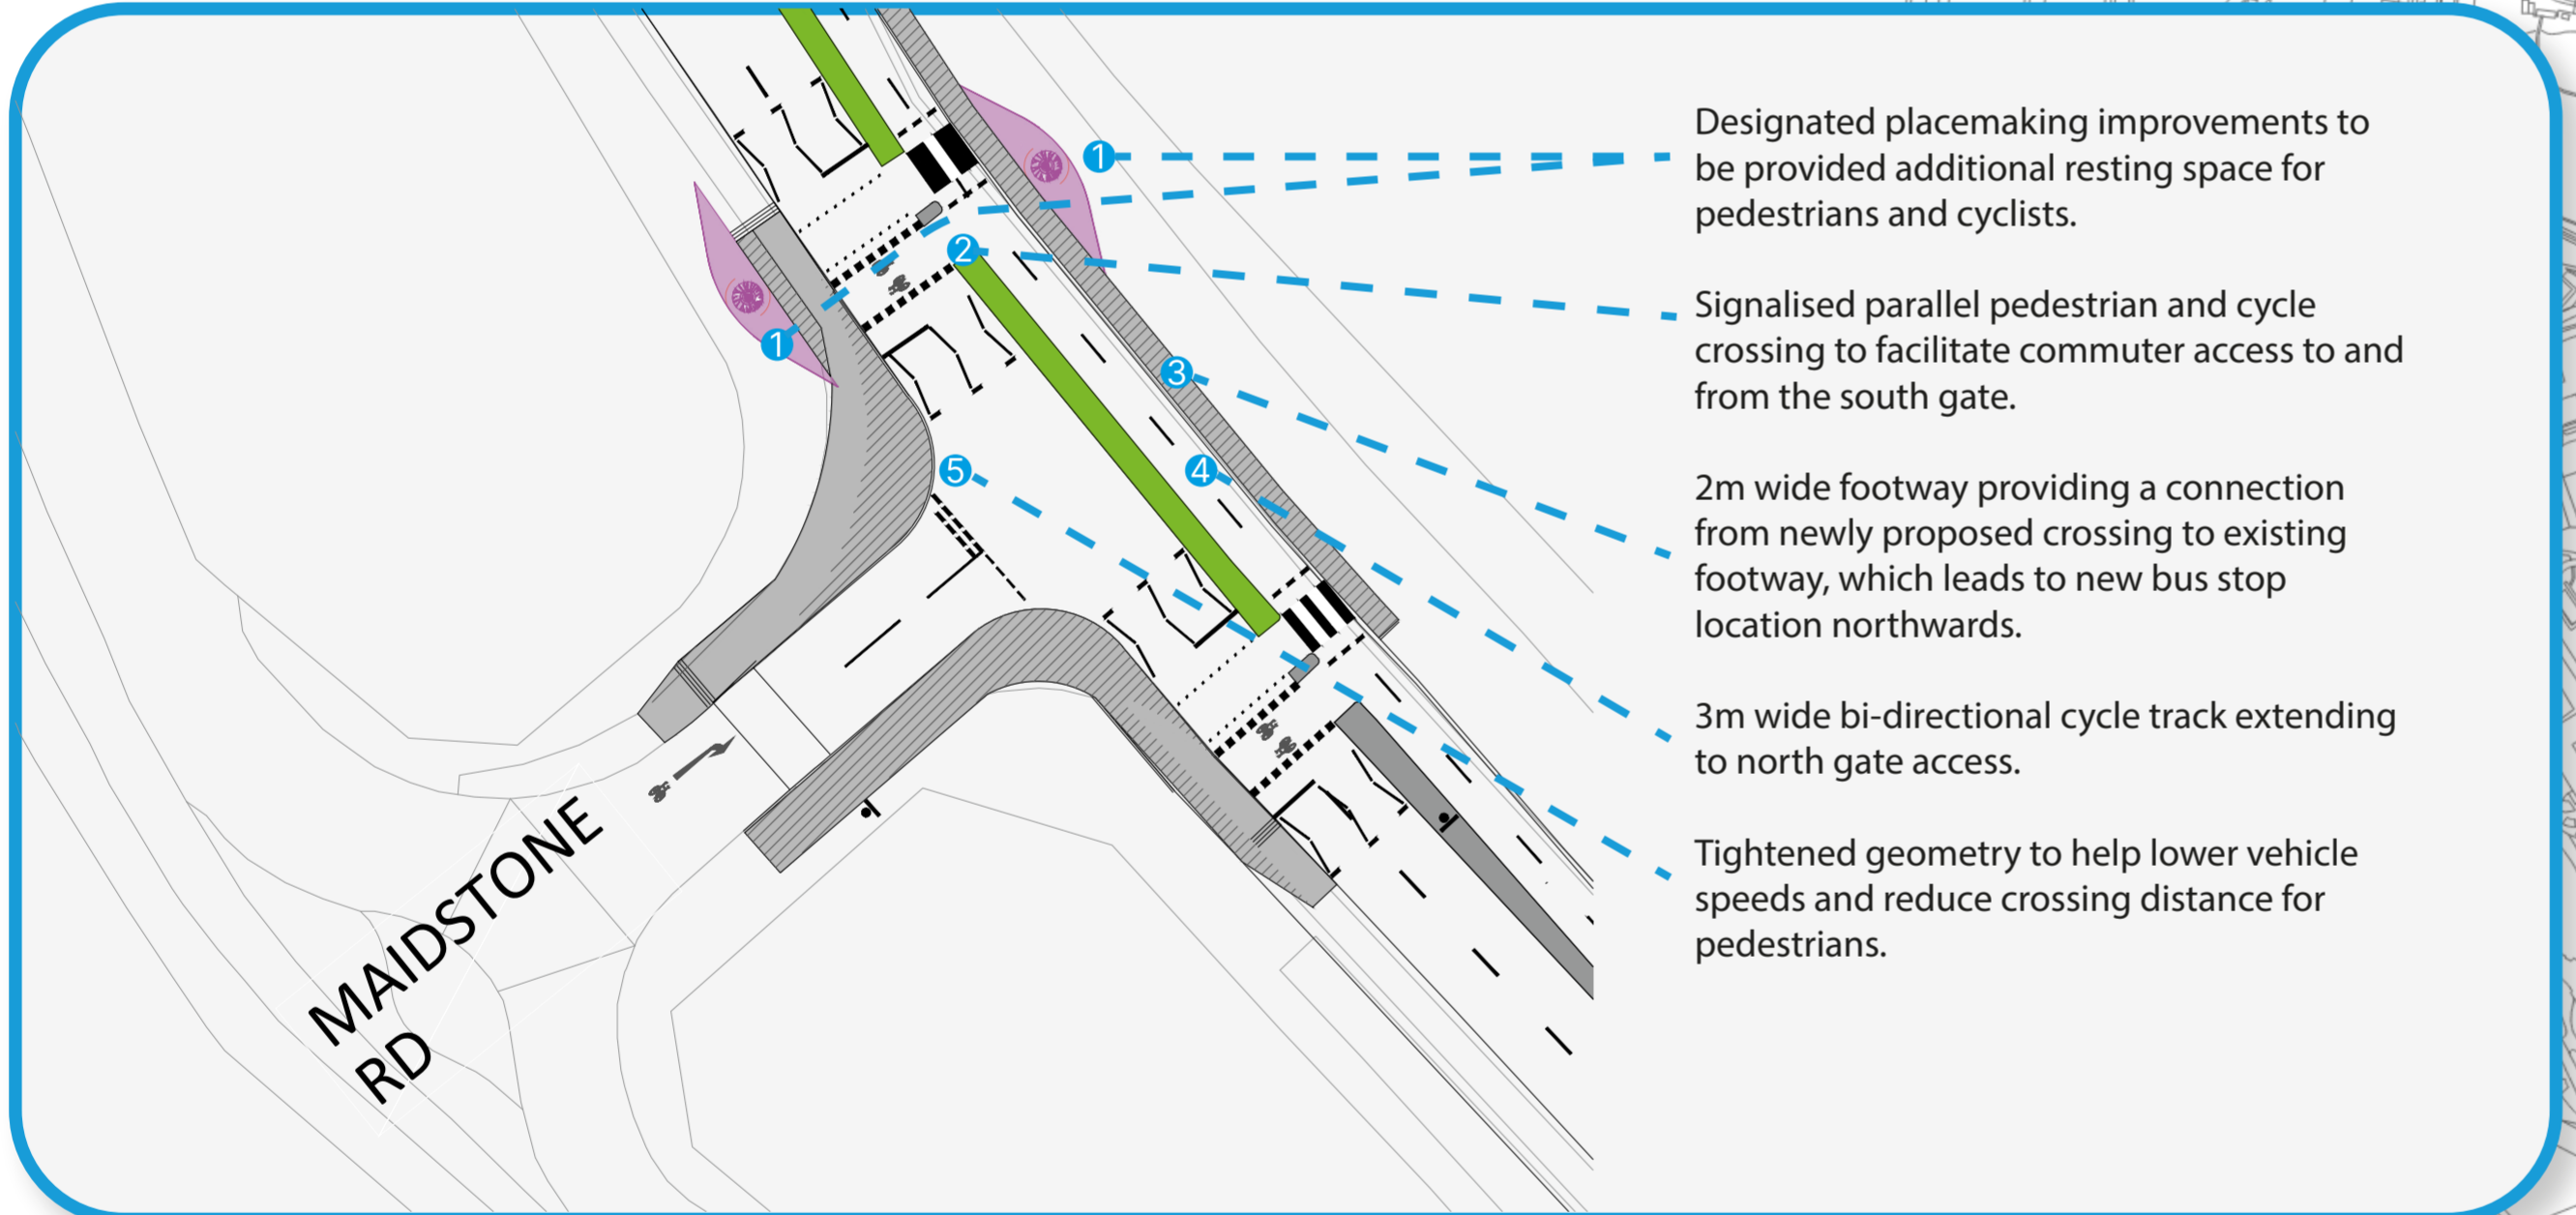 1
Designated placemaking improvements to
be provided additional resting space for
pedestrians and cyclists.
2
1
Signalised parallel pedestrian and cycle
crossing to facilitate commuter access to and
from the south gate.
3
2m wide footway providing a connection
from newly proposed crossing to existing
footway, which leads to new bus stop
location northwards.
5
4
3m wide bi-directional cycle track extending
to north gate access.
Tightened geometry to help lower vehicle
speeds and reduce crossing distance for
pedestrians.
MAIDSTONE
RD